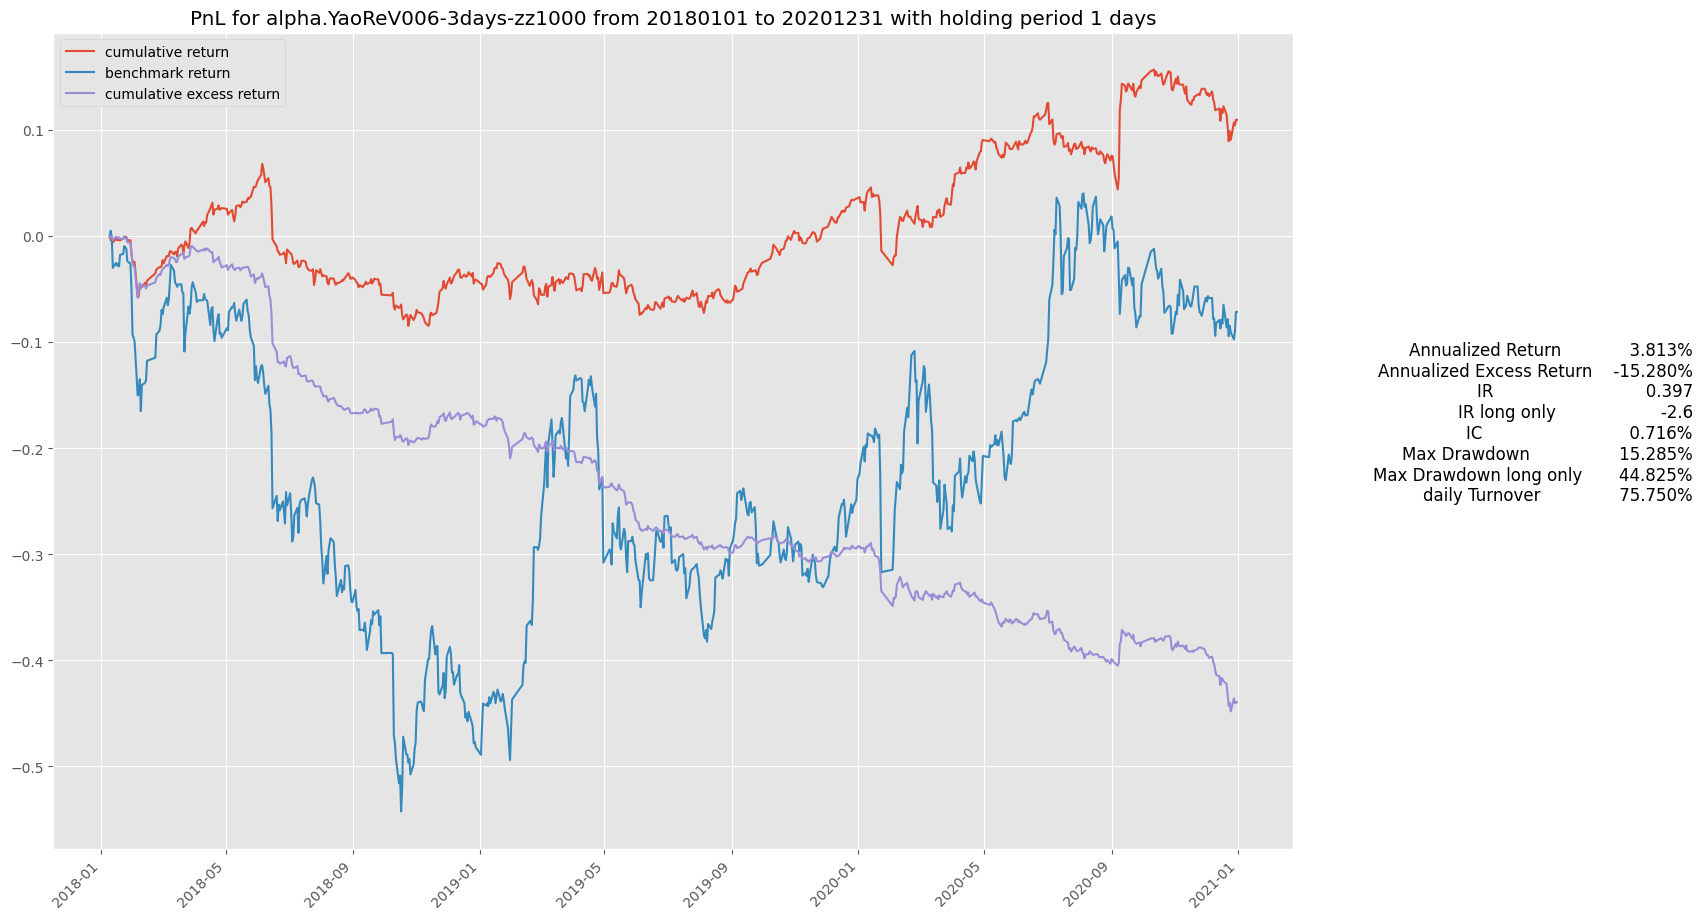 PnL for alpha.YaoReV006-3days-zz1000 from 20180101 to 20201231 with holding period 1 days
cumulative return
benchmark return
cumulative excess return
0.1
0.0
−0.1
−0.2
−0.3
−0.4
−0.5
2018-01
2018-05
2018-09
2019-01
2019-05
2019-09
2020-01
2020-05
2020-09
2021-01
Annualized Return 3.813%
Annualized Excess Return -15.280%
IR 0.397
IR long only -2.6
IC 0.716%
Max Drawdown 15.285%
Max Drawdown long only 44.825%
daily Turnover 75.750%